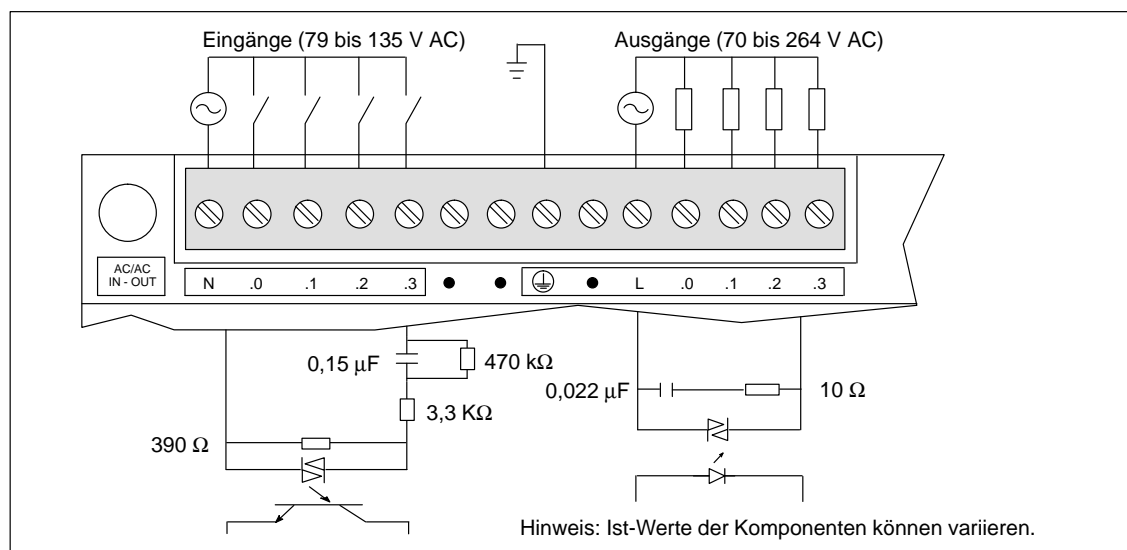 Eingänge (79 bis 135 V AC)
Ausgänge (70 bis 264 V AC)
AC/AC
IN - OUT
N .0 .1 .2 .3 L .0 .1 .2 .3
0,15 μF
470 kΩ
3,3 KΩ
390 Ω
0,022 μF
10 Ω
Hinweis: Ist-Werte der Komponenten können variieren.